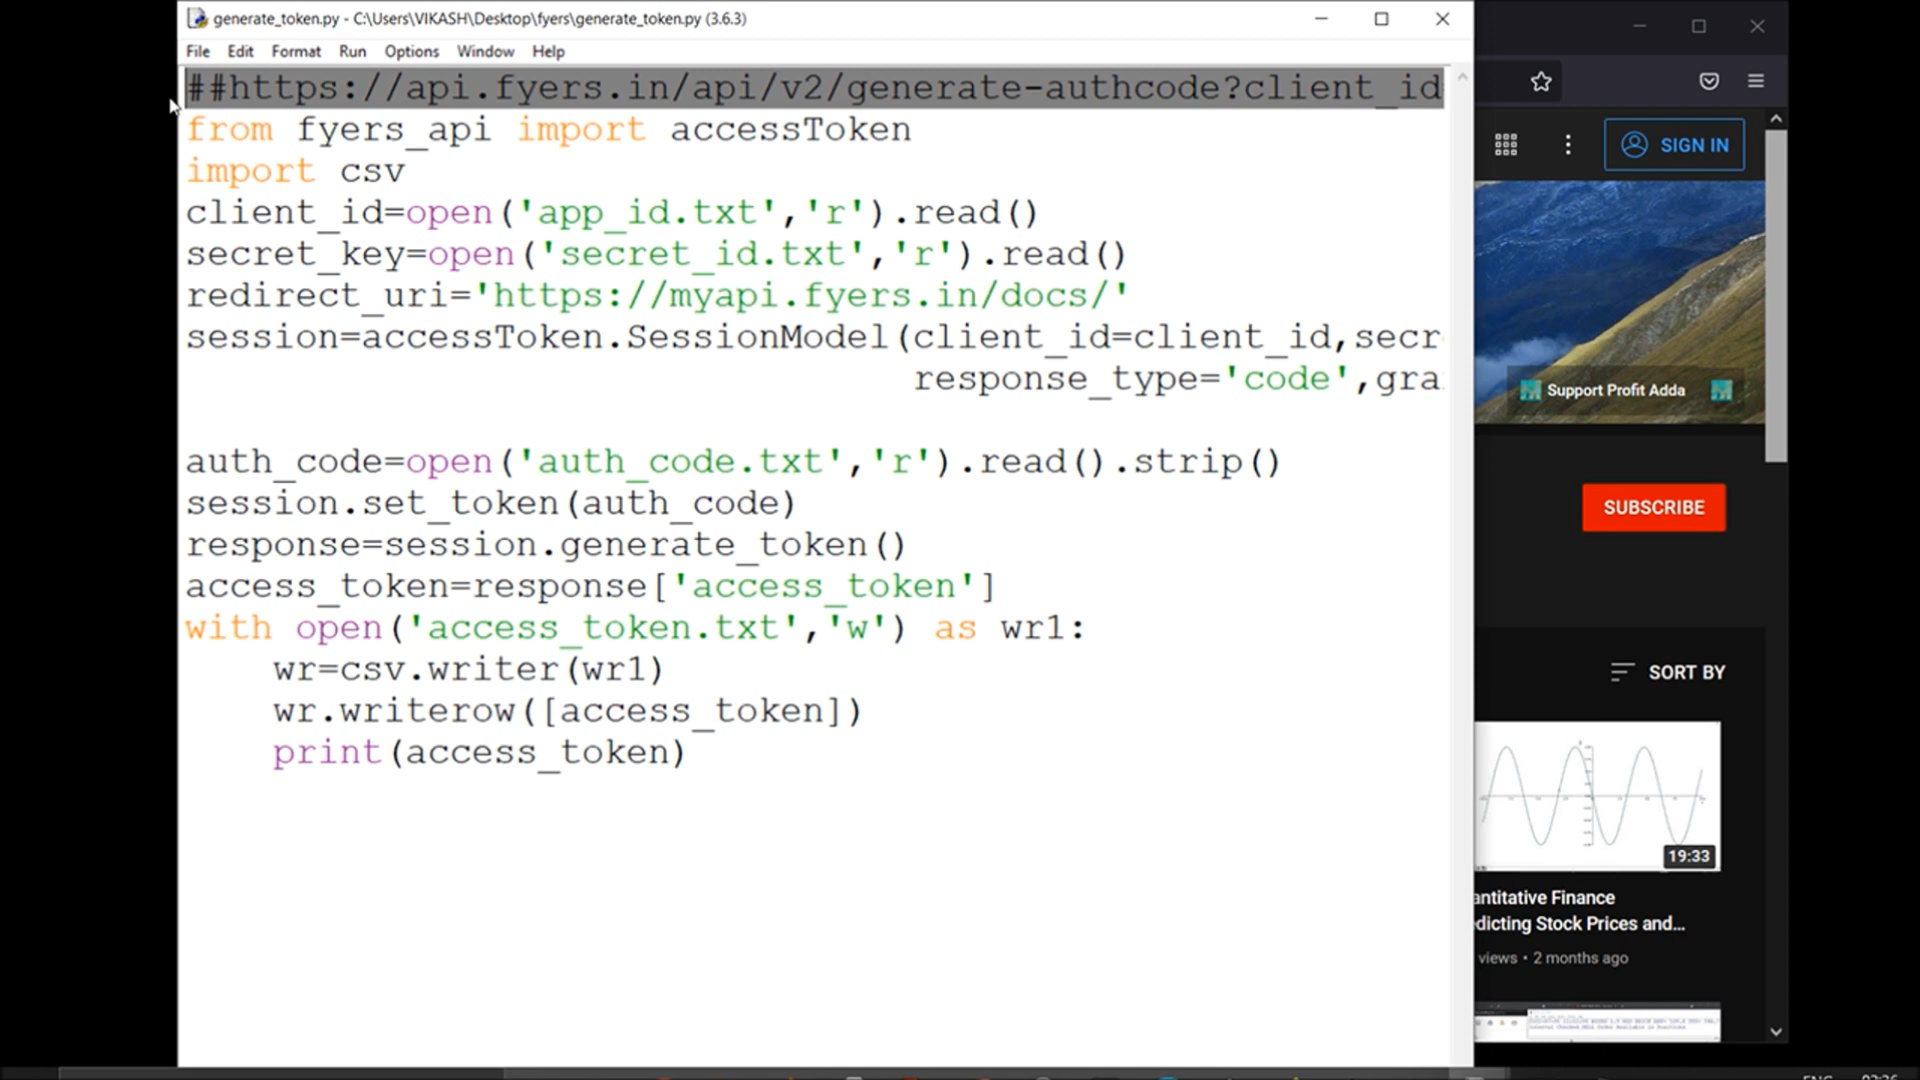 generate_token.py - C:\Users\VIKASH\Desktop\fyers\generate_token.py (3.6.3)
File Edit Format Run Options Window Help
##https://api.fyers.in/api/v2/generate-authcode?client_id
from fyers_api import accessToken
import csv
client_id=open('app_id.txt','r').read()
secret_key=open('secret_id.txt','r').read()
redirect_uri='https://myapi.fyers.in/docs/'
session=accessToken.SessionModel(client_id=client_id,secr
response_type='code',gra
auth_code=open('auth_code.txt','r').read().strip()
session.set_token(auth_code)
response=session.generate_token()
access_token=response['access_token']
with open('access_token.txt','w') as wr1:
wr=csv.writer(wr1)
wr.writerow([access_token])
print(access_token)
SIGN IN
Support Profit Adda
SUBSCRIBE
SORT BY
19:33
antitative Finance
dicting Stock Prices and...
views • 2 months ago